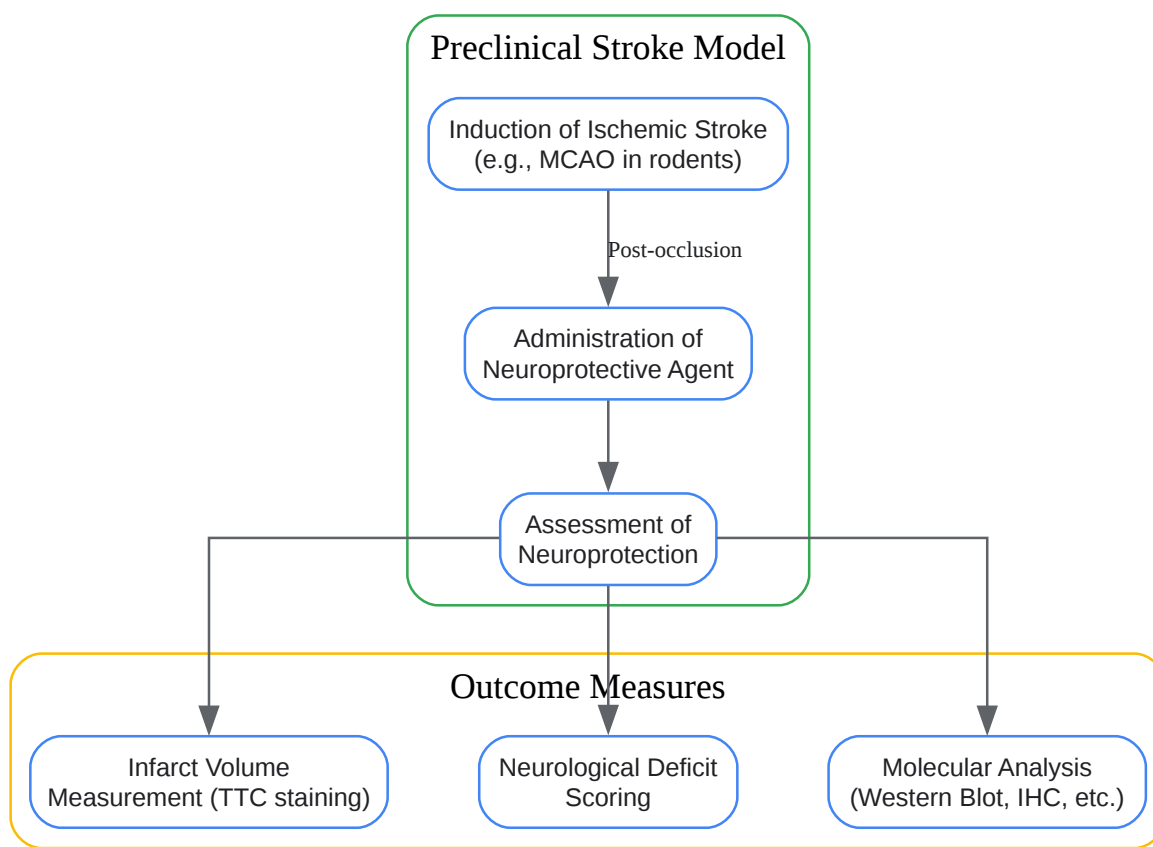 Preclinical Stroke Model
Induction of Ischemic Stroke
(e.g., MCAO in rodents)
Post-occlusion
Administration of
Neuroprotective Agent
Assessment of
Neuroprotection
Outcome Measures
Infarct Volume
Measurement (TTC staining)
Neurological Deficit
Scoring
Molecular Analysis
(Western Blot, IHC, etc.)